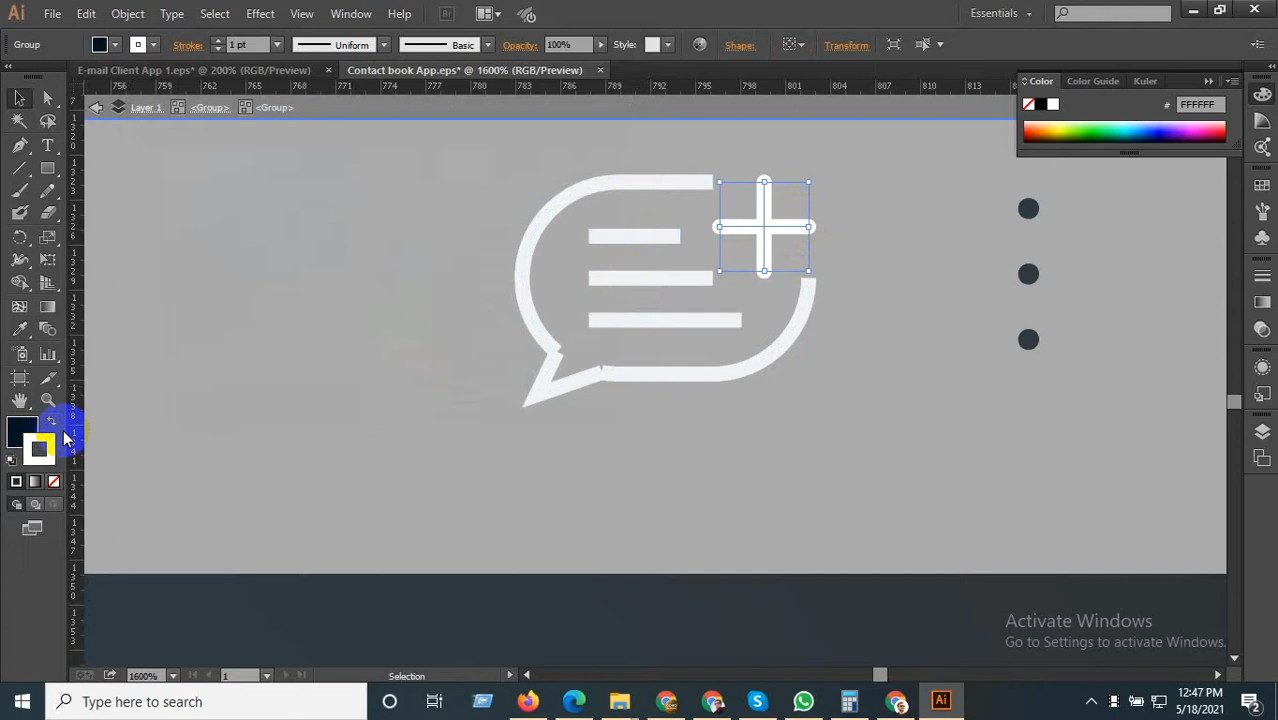 Ai File Edit Object Type Select Effect View Window Help Br Essentials
Group Stroke: 1 pt Uniform Basic Opacity: 100% Style: Shape: Transform
E-mail Client App 1.eps* @ 200% (RGB/Preview) × Contact book App.eps* @ 1600% (RGB/Preview) ×
756 759 762 765 768 771 774 777 780 783 786 789 792 795 798 801 804 807 810 813
Color Color Guide Kuler
Layer 1 <Group> <Group>
# FFFFFF
Activate Windows
Go to Settings to activate Windows.
1600% 1 Selection
Type here to search
Ai
12:47 PM
5/18/2021
2